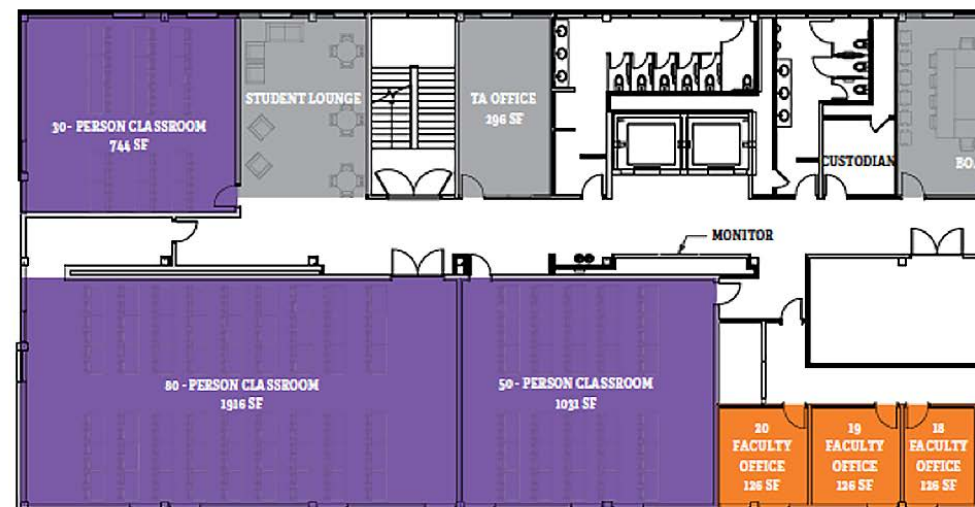 STUDENT LOUNGE
TA OFFICE
296 SF
30 - PERSON CLASSROOM
744 SF
CUSTODIAN
BOA
MONITOR
80 - PERSON CLASSROOM
1916 SF
50 - PERSON CLASSROOM
1031 SF
20
FACULTY
OFFICE
126 SF
19
FACULTY
OFFICE
126 SF
18
FACULTY
OFFICE
126 SF